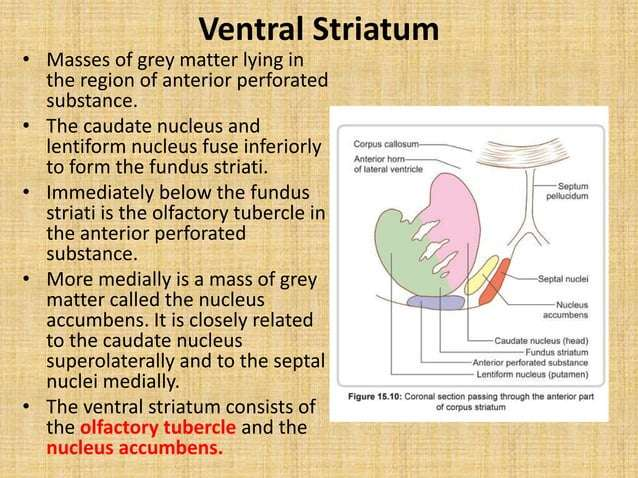 Ventral Striatum
• Masses of grey matter lying in
the region of anterior perforated
substance.
• The caudate nucleus and
lentiform nucleus fuse inferiorly
to form the fundus striati.
• Immediately below the fundus
striati is the olfactory tubercle in
the anterior perforated
substance.
• More medially is a mass of grey
matter called the nucleus
accumbens. It is closely related
to the caudate nucleus
superolaterally and to the septal
nuclei medially.
• The ventral striatum consists of
the olfactory tubercle and the
nucleus accumbens.
Corpus callosum
Anterior horn
of lateral ventricle
Septum
pellucidum
Septal nuclei
Nucleus
accumbens
Caudate nucleus (head)
Fundus striatum
Anterior perforated substance
Lentiform nucleus (putamen)
Figure 15.10: Coronal section passing through the anterior part
of corpus striatum